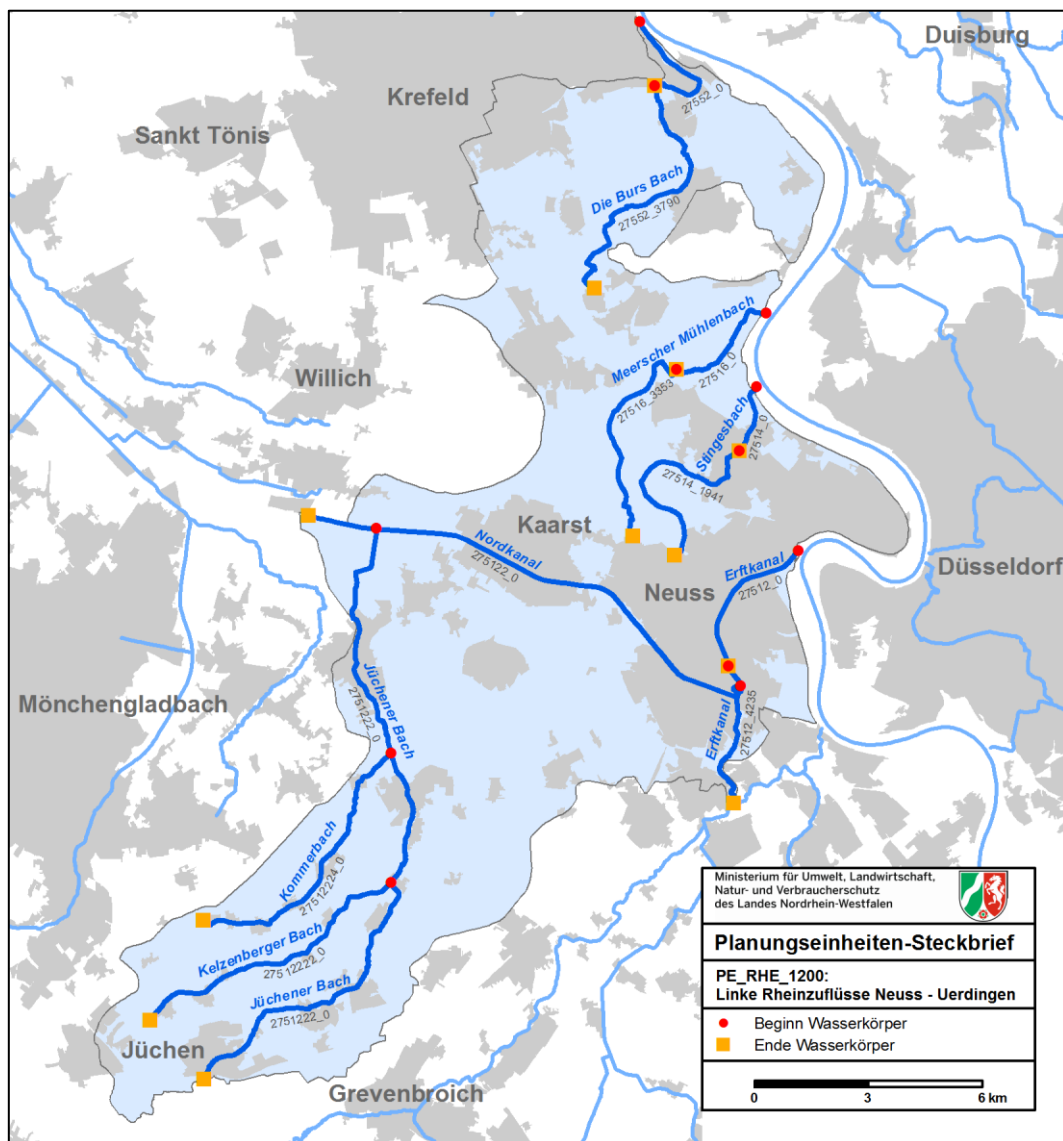 Duisburg
Krefeld
27552_0
Sankt Tönis
Die Burs Bach
27552_3790
Meerscher Mühlenbach
27516_0
27516_3353
Willich
Stingesbach
27514_0
27514_1941
Kaarst
Nordkanal
275122_0
Erftkanal
27512_0
Neuss
Düsseldorf
Jüchener Bach
2751222_0
Mönchengladbach
Erftkanal
27512_4235
Kommerbach
27512224_0
Kelzenberger Bach
27512222_0
Jüchener Bach
2751222_0
Jüchen
Grevenbroich
Ministerium für Umwelt, Landwirtschaft,
Natur- und Verbraucherschutz
des Landes Nordrhein-Westfalen
Planungseinheiten-Steckbrief
PE_RHE_1200:
Linke Rheinzuflüsse Neuss - Uerdingen
Beginn Wasserkörper
Ende Wasserkörper
0 3 6 km